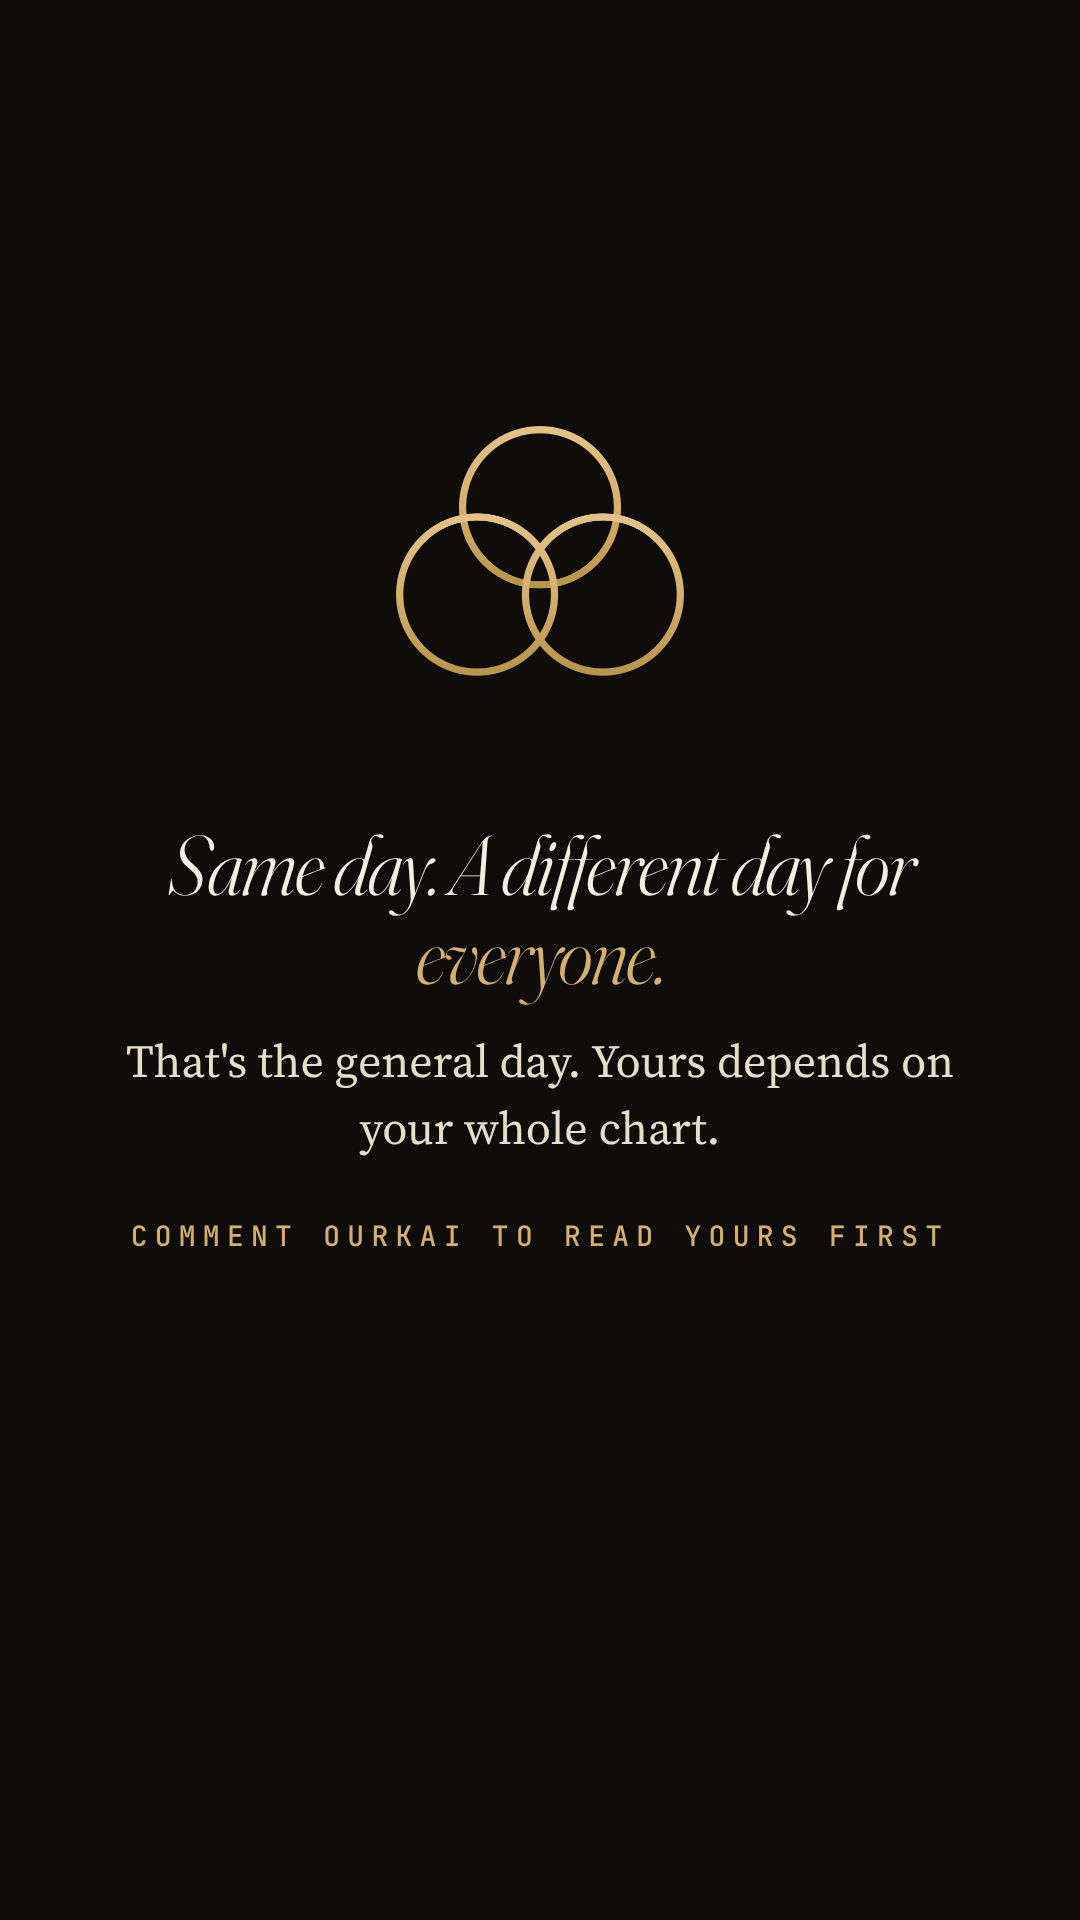 Same day. A different day for
everyone.
That's the general day. Yours depends on
your whole chart.
COMMENT OURKAI TO READ YOURS FIRST